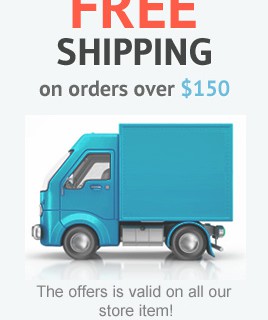 FREE
SHIPPING
on orders over $150
The offers is valid on all our
store item!